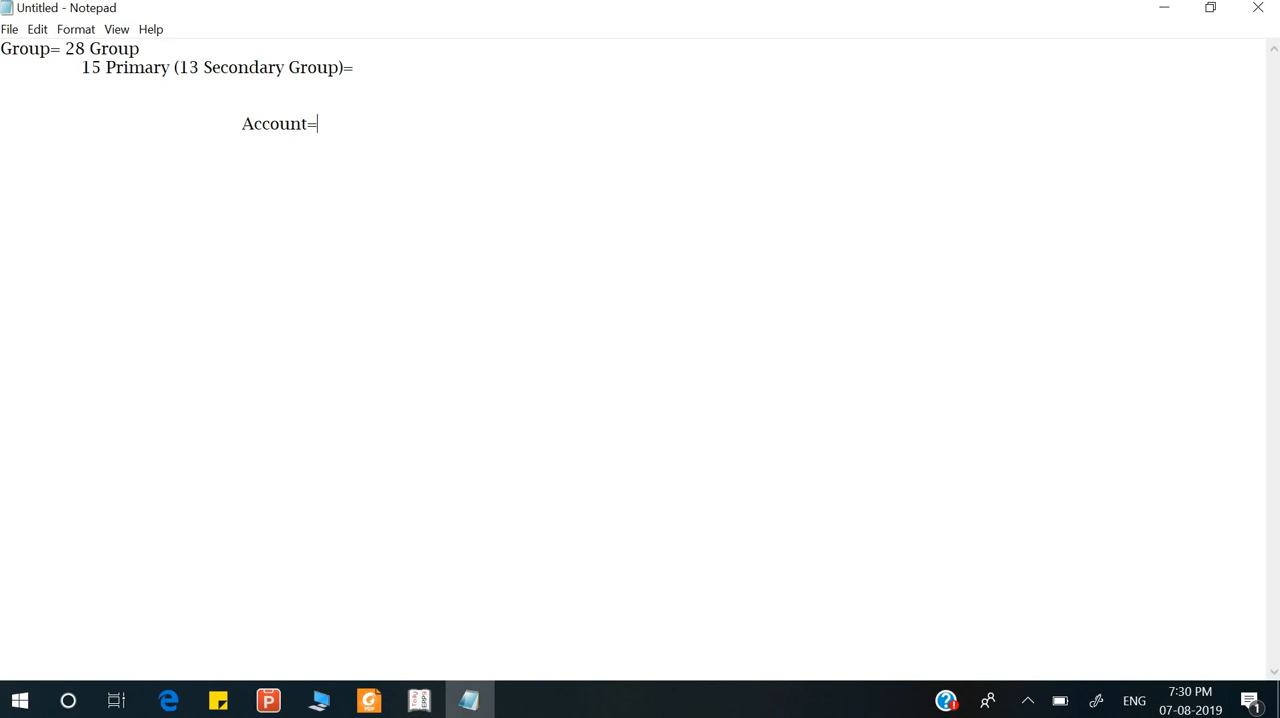 Untitled - Notepad
File Edit Format View Help
Group= 28 Group
15 Primary (13 Secondary Group)=
Account=
ENG
7:30 PM
07-08-2019
1